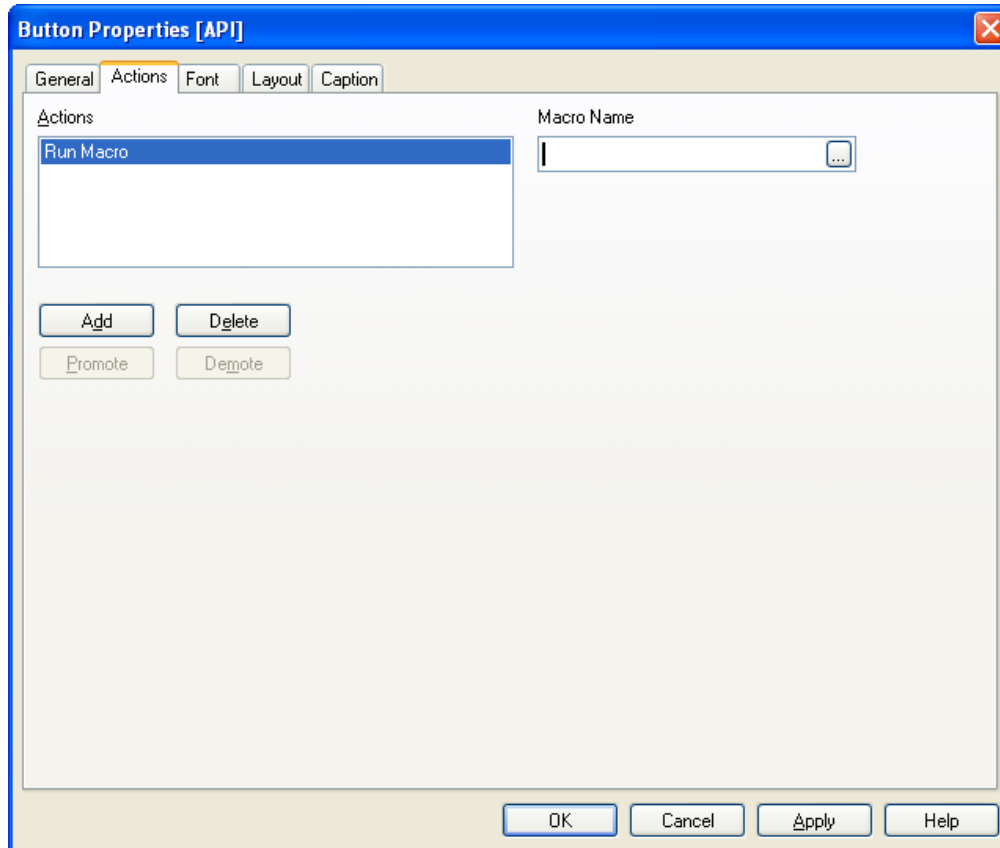 Button Properties [API]
General Actions Font Layout Caption
Actions Macro Name
Run Macro ...
Add Delete
Promote Demote
OK Cancel Apply Help